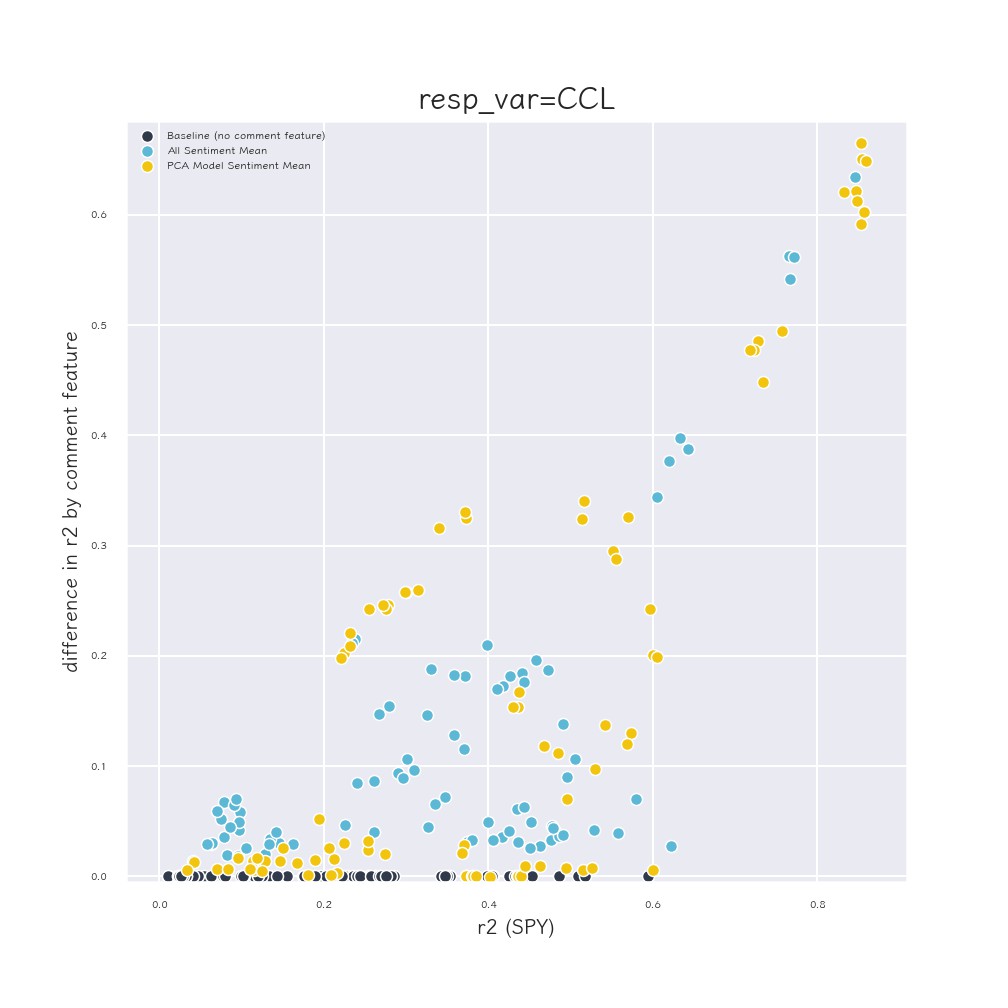 resp_var=CCL
Baseline (no comment feature)
All Sentiment Mean
PCA Model Sentiment Mean
0.6
0.5
0.4
0.3
0.2
0.1
0.0
difference in r2 by comment feature
0.0 0.2 0.4 0.6 0.8
r2 (SPY)